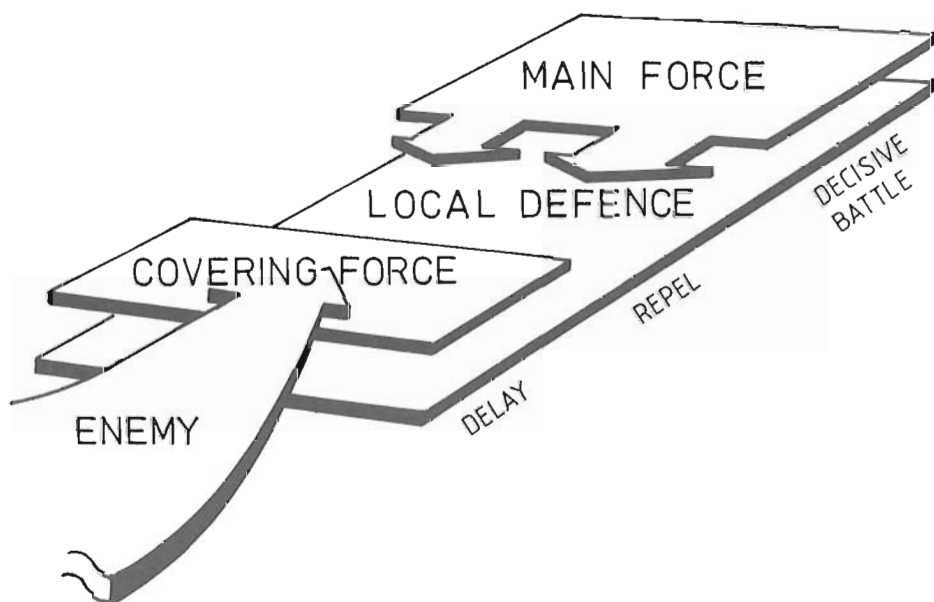 MAIN FORCE
LOCAL DEFENCE
COVERING FORCE
ENEMY
DELAY
REPEL
DECISIVE
BATTLE